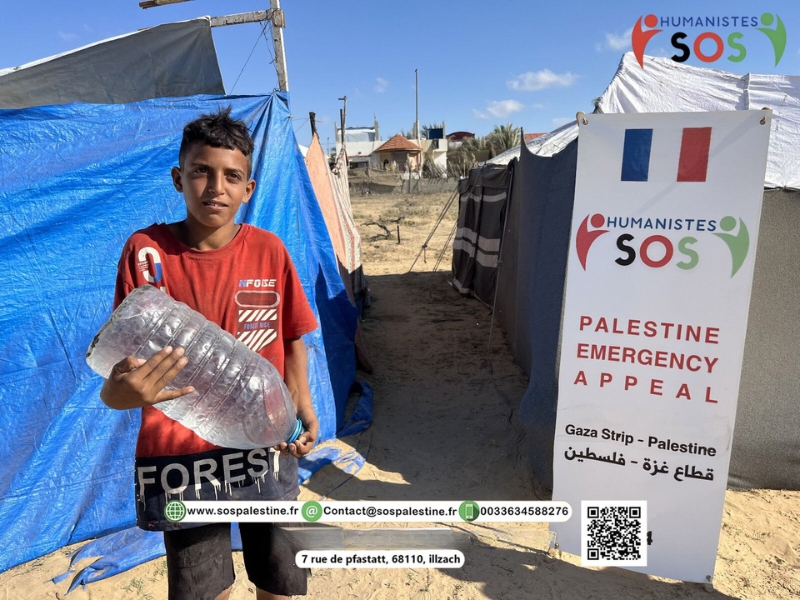 HUMANISTES
SOS
HUMANISTES
SOS
PALESTINE
EMERGENCY
APPEAL
Gaza Strip - Palestine
قطاع غزة - فلسطين
FOREST
www.sospalestine.fr
Contact@sospalestine.fr
0033634588276
7 rue de pfastatt, 68110, illzach